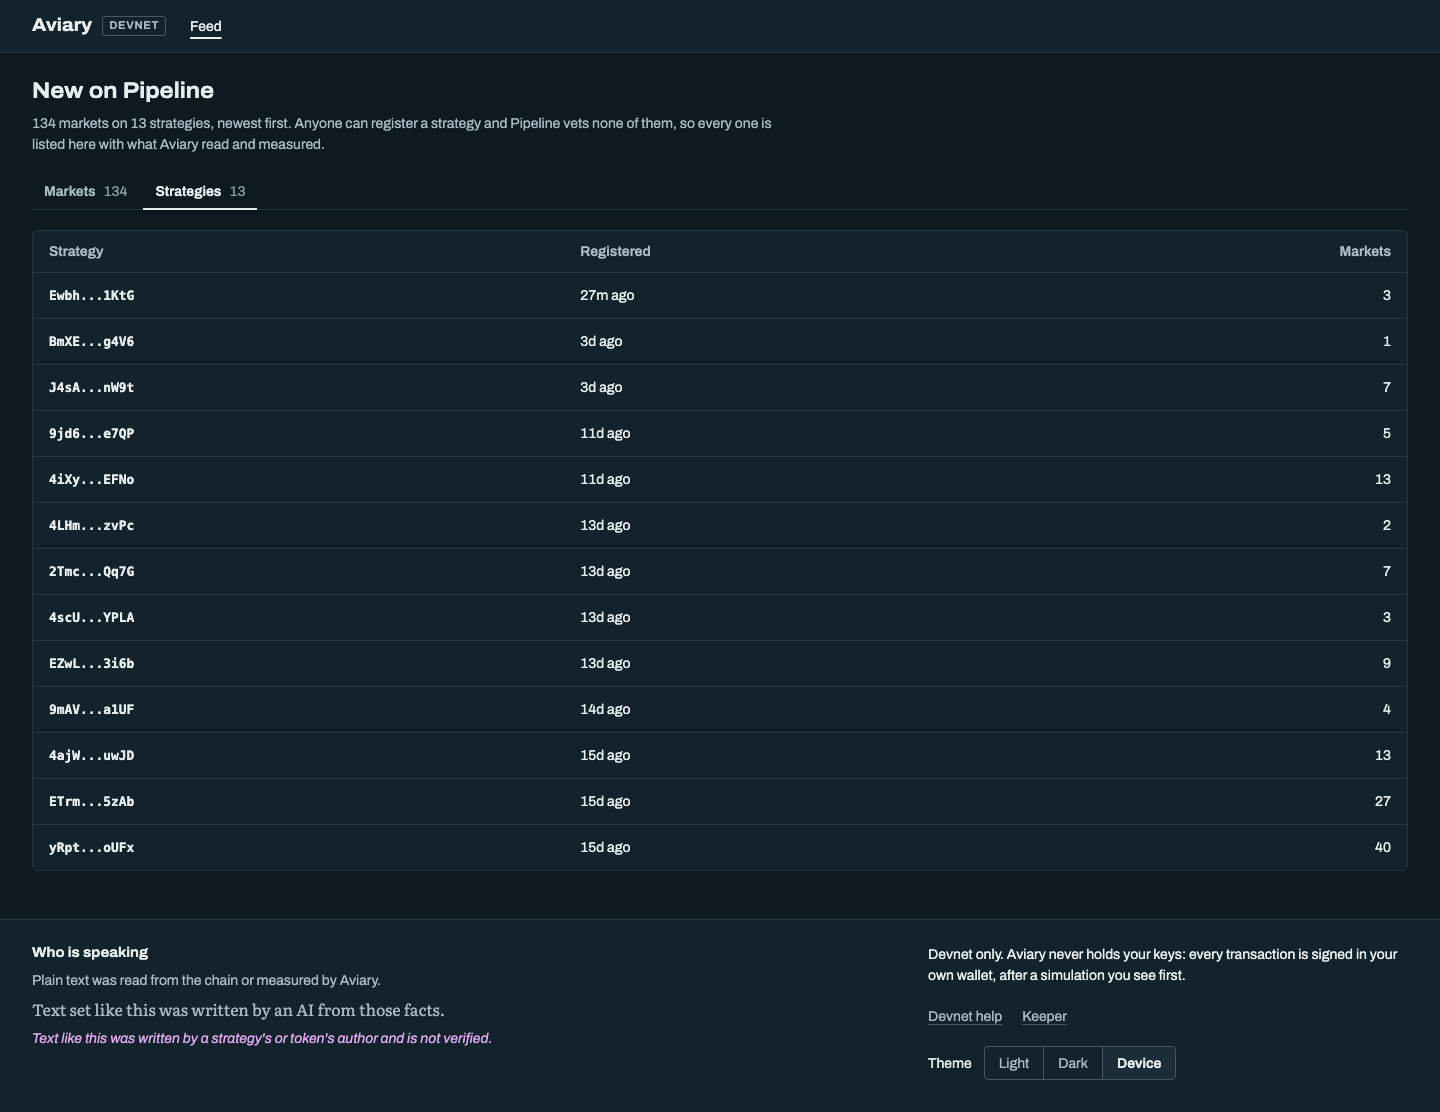 Aviary DEVNET Feed
New on Pipeline
134 markets on 13 strategies, newest first. Anyone can register a strategy and Pipeline vets none of them, so every one is
listed here with what Aviary read and measured.
Markets 134 Strategies 13
Strategy Registered Markets
Ewbh...1KtG 27m ago 3
BmXE...g4V6 3d ago 1
J4sA...nW9t 3d ago 7
9jd6...e7QP 11d ago 5
4iXy...EFNo 11d ago 13
4LHm...zvPc 13d ago 2
2Tmc...Qq7G 13d ago 7
4scU...YPLA 13d ago 3
EZwL...3i6b 13d ago 9
9mAV...a1UF 14d ago 4
4ajW...uwJD 15d ago 13
ETrm...5zAb 15d ago 27
yRpt...oUFx 15d ago 40
Who is speaking
Plain text was read from the chain or measured by Aviary.
Text set like this was written by an AI from those facts.
Text like this was written by a strategy's or token's author and is not verified.
Devnet only. Aviary never holds your keys: every transaction is signed in your
own wallet, after a simulation you see first.
Devnet help Keeper
Theme Light Dark Device